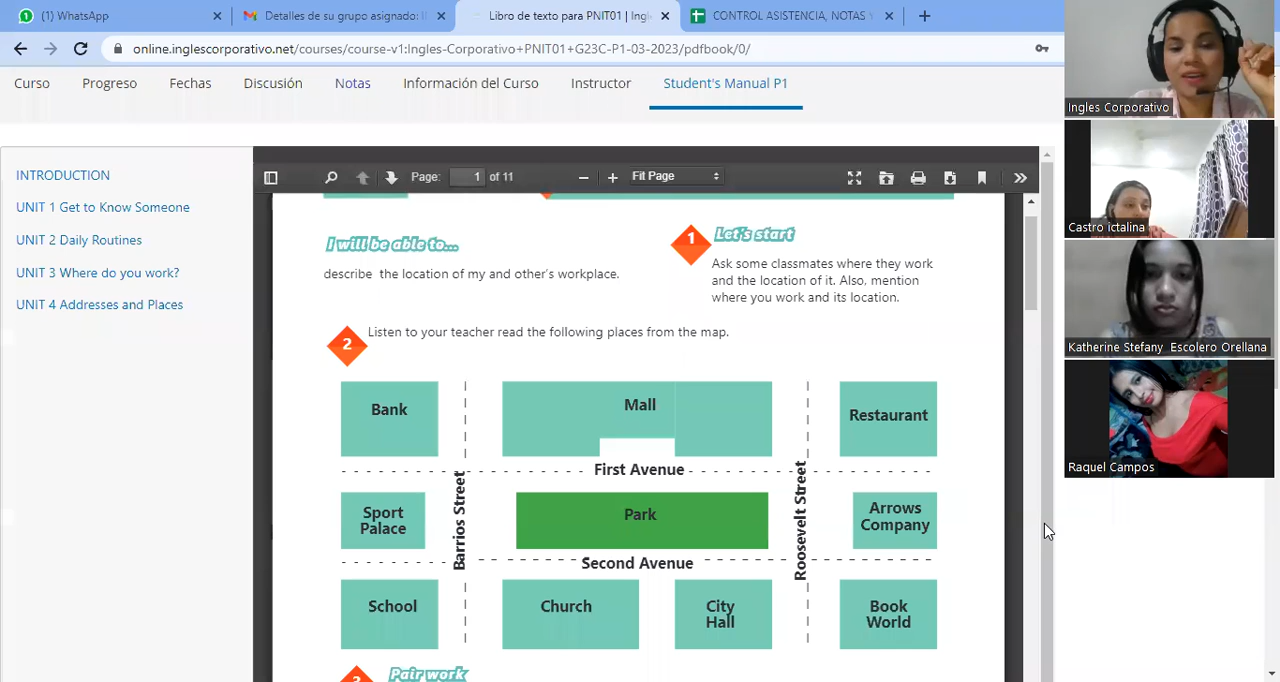 (1) WhatsApp
Detalles de su grupo asignado: I
Libro de texto para PNIT01 | Ingl
CONTROL ASISTENCIA, NOTAS Y
online.inglescorporativo.net/courses/course-v1:Ingles-Corporativo+PNIT01+G23C-P1-03-2023/pdfbook/0/
Curso Progreso Fechas Discusión Notas Información del Curso Instructor Student's Manual P1
INTRODUCTION
UNIT 1 Get to Know Someone
UNIT 2 Daily Routines
UNIT 3 Where do you work?
UNIT 4 Addresses and Places
Page: 1 of 11 Fit Page
I will be able to...
describe the location of my and other's workplace.
1 Let's start
Ask some classmates where they work
and the location of it. Also, mention
where you work and its location.
2 Listen to your teacher read the following places from the map.
Bank
Mall
Restaurant
First Avenue
Sport
Palace
Barrios Street
Park
Roosevelt Street
Arrows
Company
Second Avenue
School
Church
City
Hall
Book
World
3 Pair work
Ingles Corporativo
Castro ictalina
Katherine Stefany Escolero Orellana
Raquel Campos